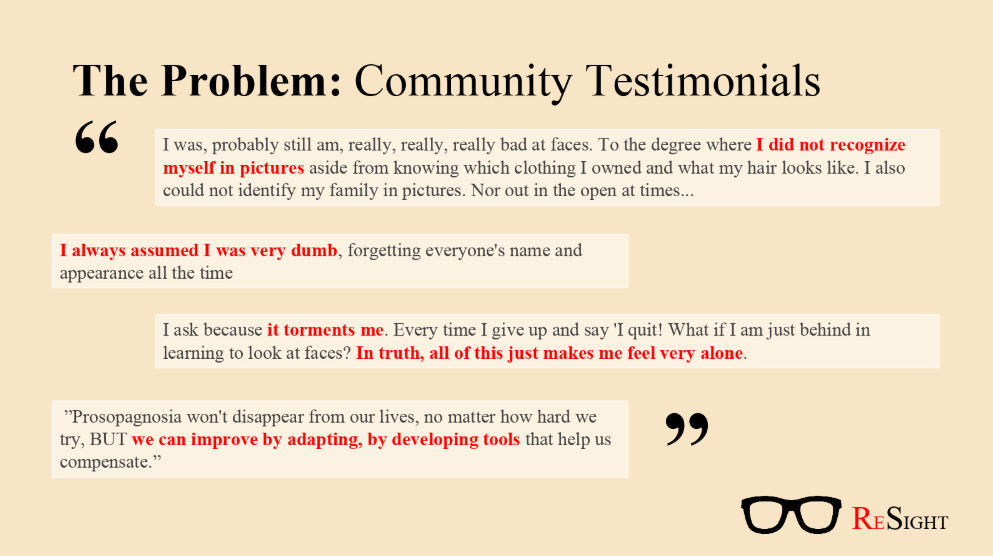 The Problem: Community Testimonials
“
I was, probably still am, really, really, really bad at faces. To the degree where I did not recognize
myself in pictures aside from knowing which clothing I owned and what my hair looks like. I also
could not identify my family in pictures. Nor out in the open at times...
I always assumed I was very dumb, forgetting everyone's name and
appearance all the time
I ask because it torments me. Every time I give up and say 'I quit! What if I am just behind in
learning to look at faces? In truth, all of this just makes me feel very alone.
”Prosopagnosia won't disappear from our lives, no matter how hard we
try, BUT we can improve by adapting, by developing tools that help us
compensate.”
”
ReSight